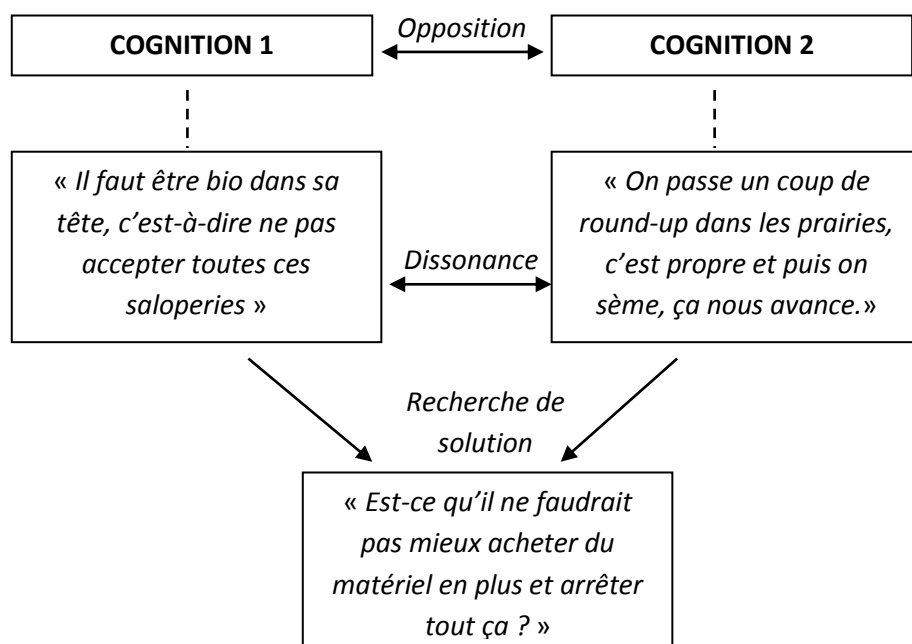 COGNITION 1
Opposition
COGNITION 2
« Il faut être bio dans sa
tête, c'est-à-dire ne pas
accepter toutes ces
saloperies »
Dissonance
« On passe un coup de
round-up dans les prairies,
c'est propre et puis on
sème, ça nous avance.»
Recherche de
solution
« Est-ce qu'il ne faudrait
pas mieux acheter du
matériel en plus et arrêter
tout ça ? »